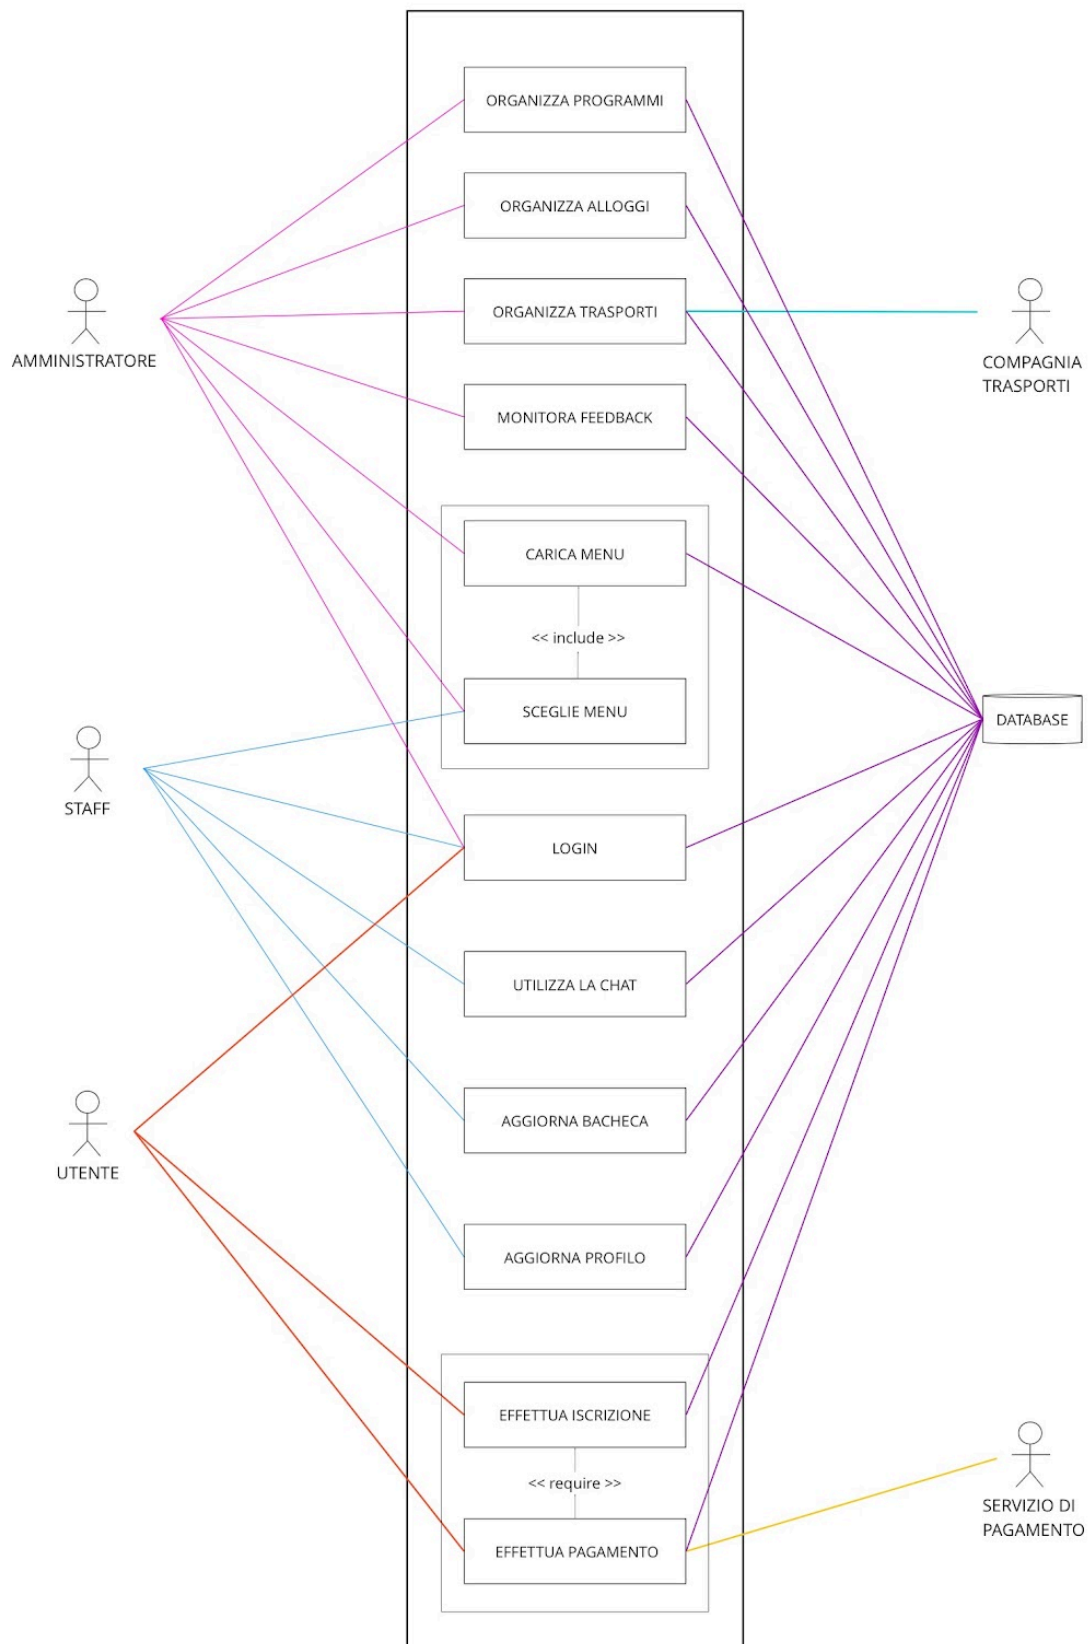 ORGANIZZA PROGRAMMI
ORGANIZZA ALLOGGI
ORGANIZZA TRASPORTI
AMMINISTRATORE
COMPAGNIA
TRASPORTI
MONITORA FEEDBACK
CARICA MENU
<< include >>
SCEGLIE MENU
DATABASE
STAFF
LOGIN
UTILIZZA LA CHAT
AGGIORNA BACHECA
UTENTE
AGGIORNA PROFILO
EFFETTUA ISCRIZIONE
<< require >>
SERVIZIO DI
PAGAMENTO
EFFETTUA PAGAMENTO